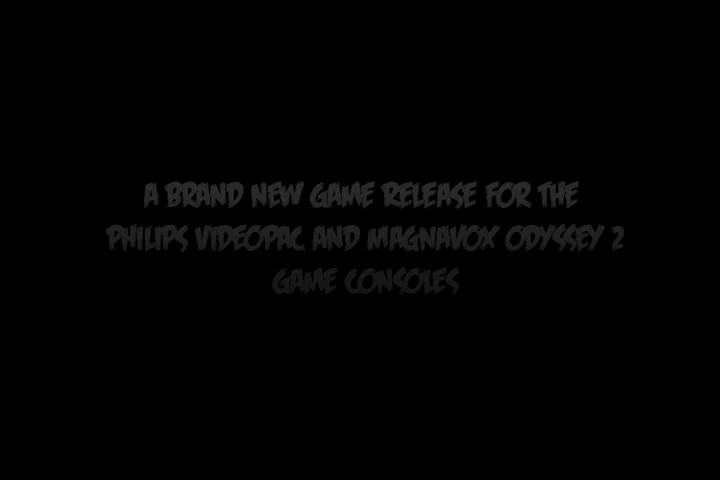 A BRAND NEW GAME RELEASE FOR THE
PHILIPS VIDEOPAC AND MAGNAVOX ODYSSEY 2
GAME CONSOLES